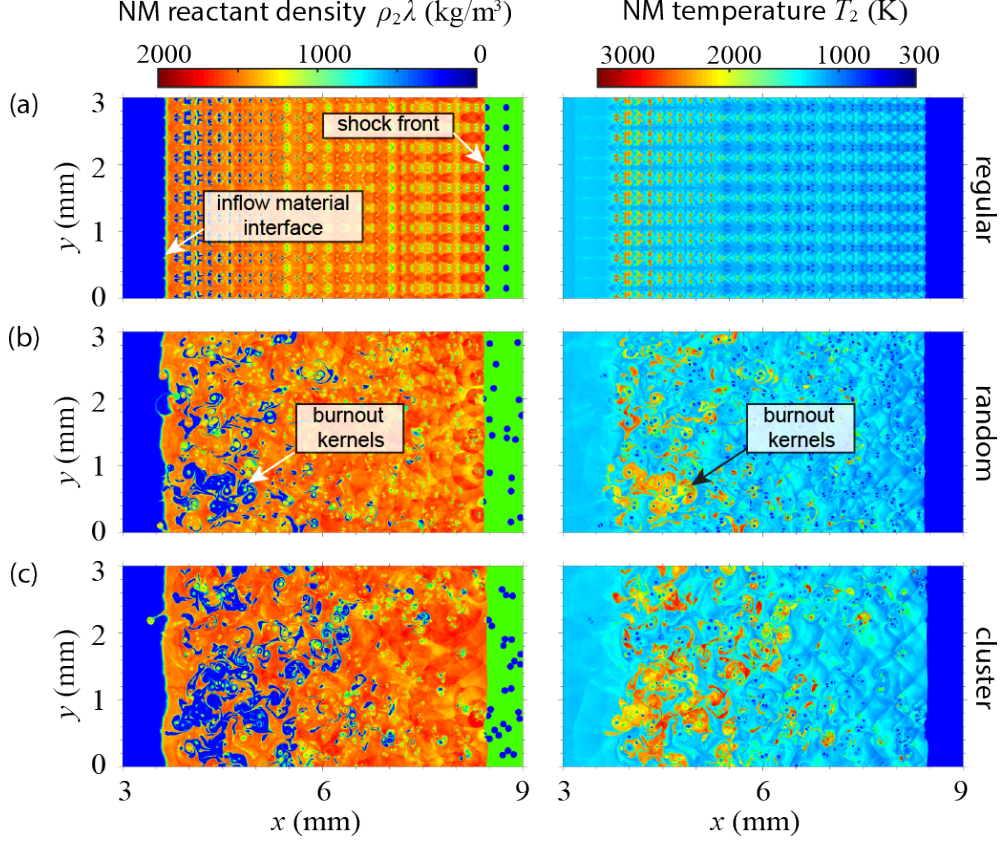 NM reactant density ρ₂λ (kg/m³)
NM temperature T₂ (K)
2000 1000 0
3000 2000 1000 300
(a)
3
2
1
0
y (mm)
shock front
inflow material
interface
regular
(b)
3
2
1
0
y (mm)
burnout
kernels
burnout
kernels
random
(c)
3
2
1
0
y (mm)
cluster
3 6 9
3 6 9
x (mm)
x (mm)